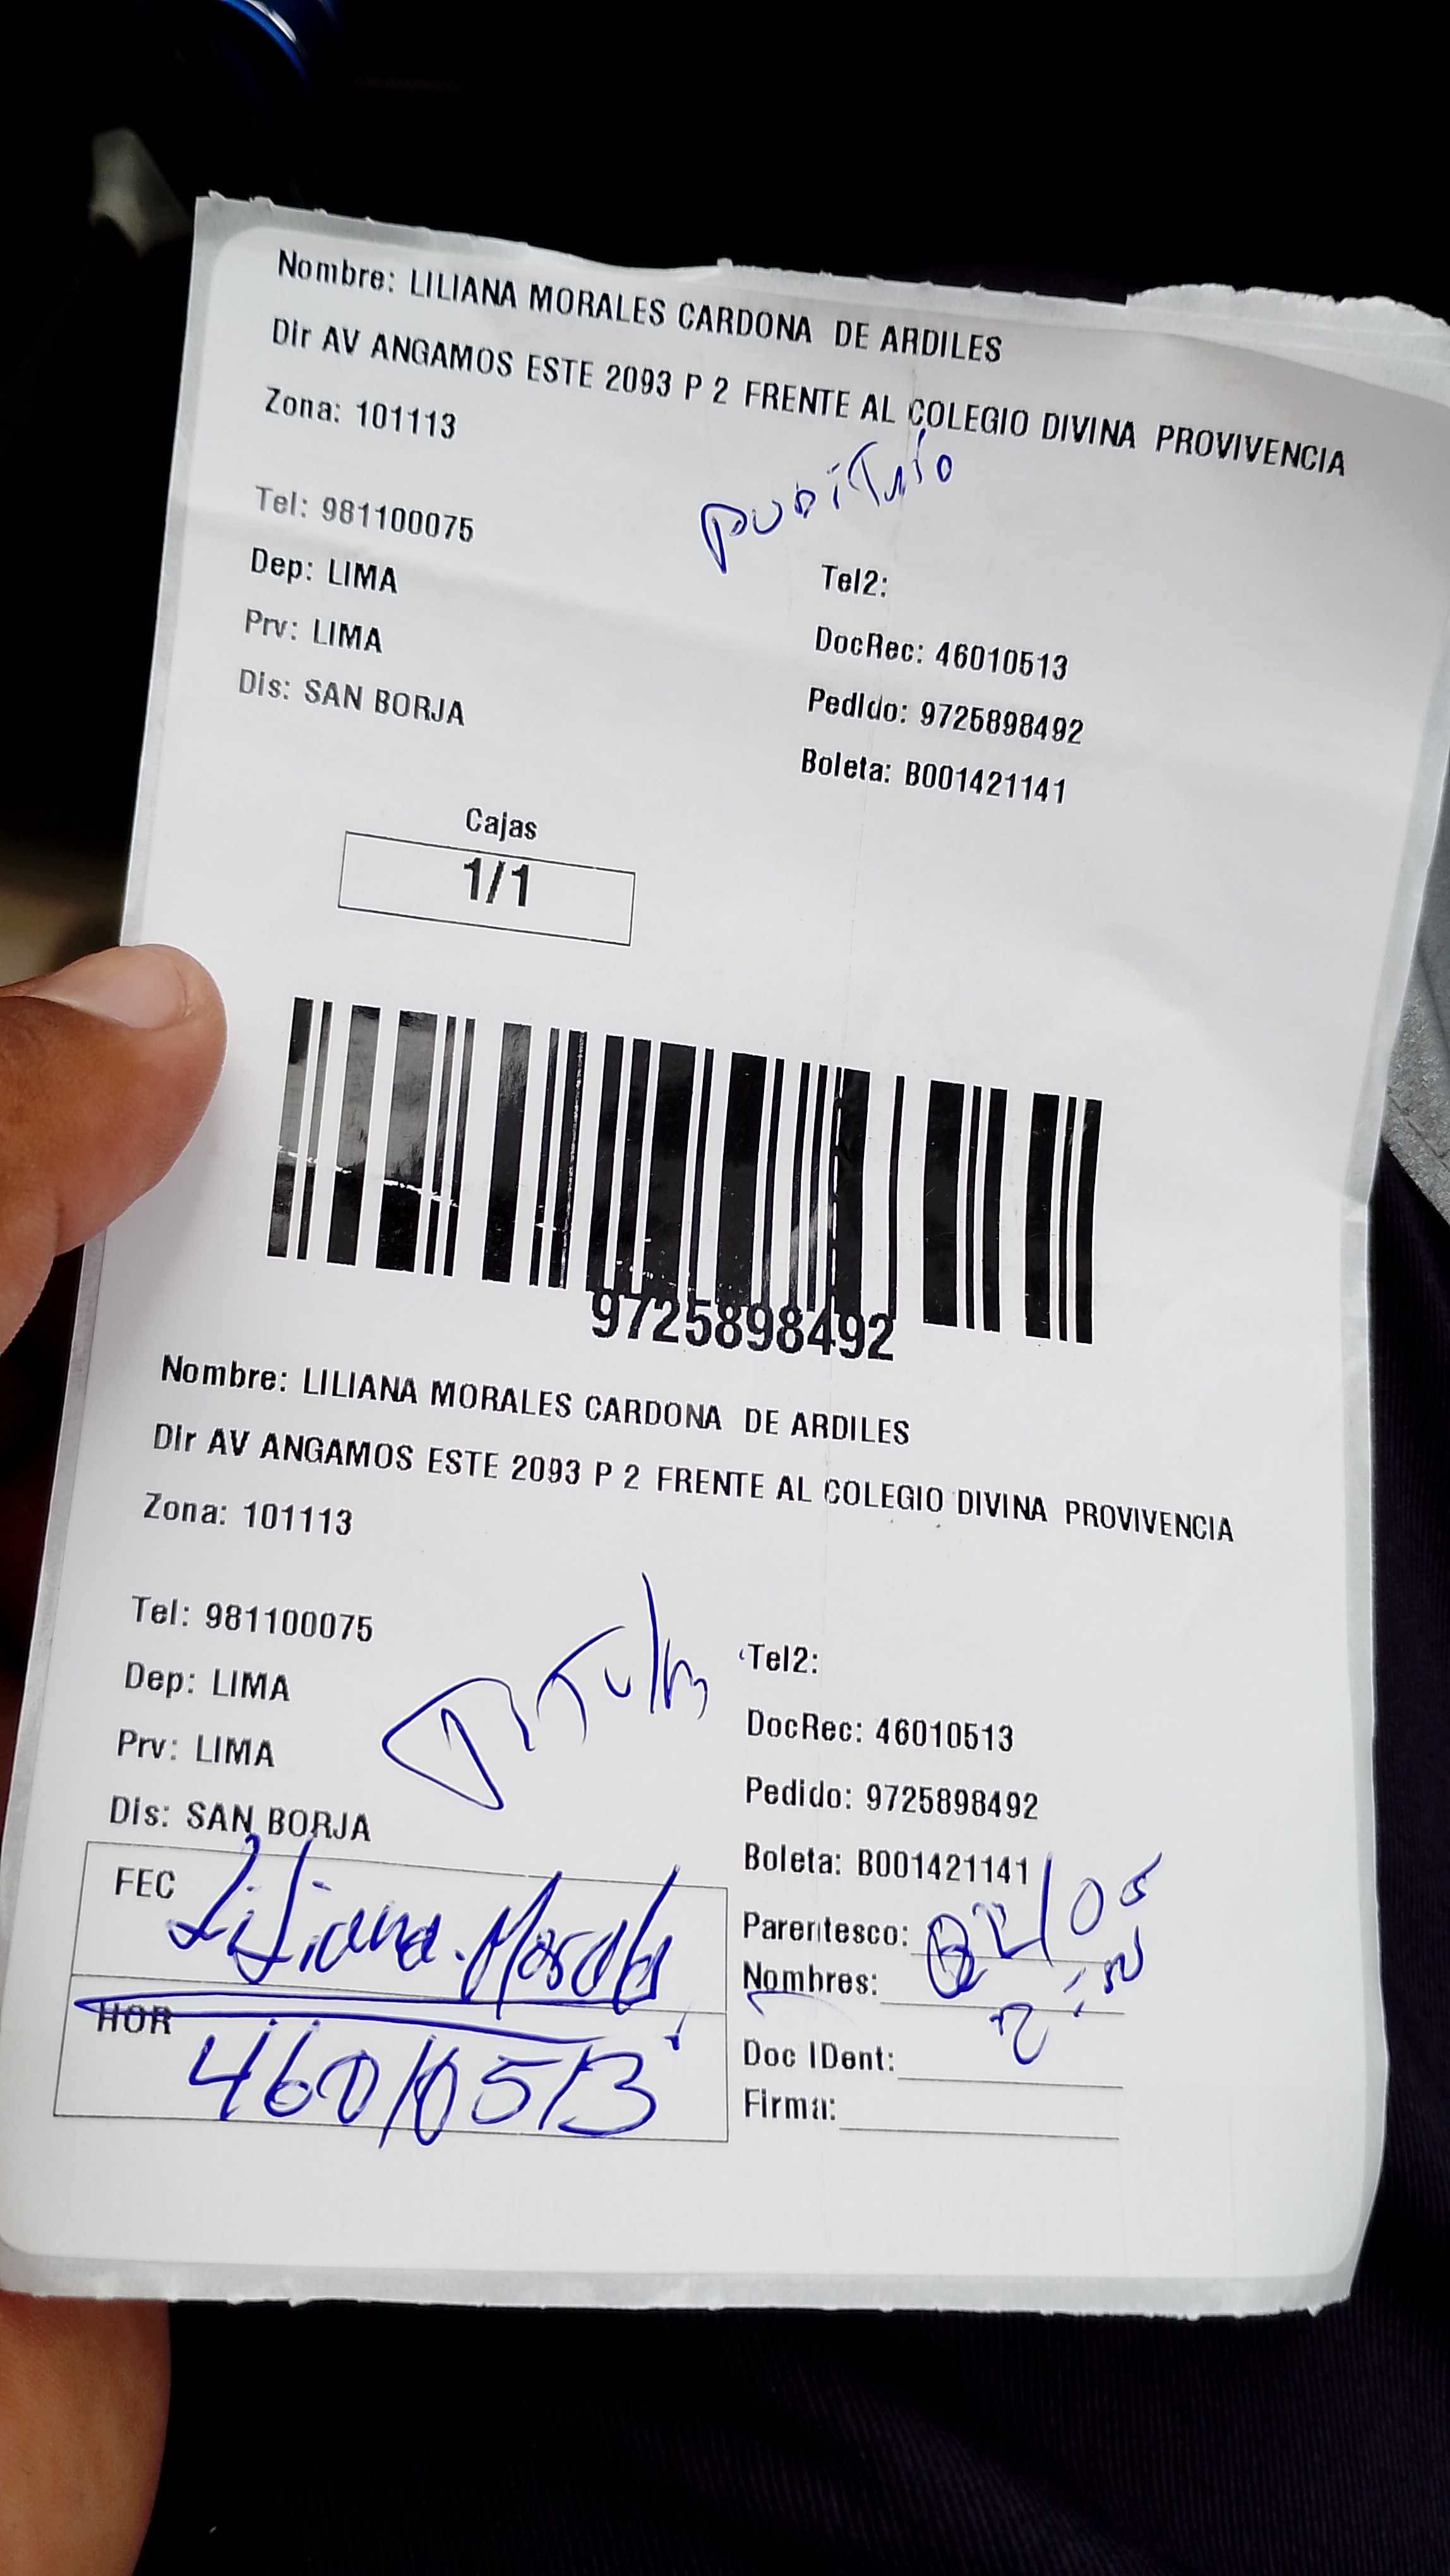 Nombre: LILIANA MORALES CARDONA DE ARDILES
Dir AV ANGAMOS ESTE 2093 P 2 FRENTE AL COLEGIO DIVINA PROVIVENCIA
Zona: 101113
Tel: 981100075
Tel2:
Dep: LIMA
DocRec: 46010513
Prv: LIMA
Pedido: 9725898492
Dis: SAN BORJA
Boleta: B001421141
Cajas
1/1
9725898492
Nombre: LILIANA MORALES CARDONA DE ARDILES
Dir AV ANGAMOS ESTE 2093 P 2 FRENTE AL COLEGIO DIVINA PROVIVENCIA
Zona: 101113
Tel: 981100075
Tel2:
Dep: LIMA
DocRec: 46010513
Prv: LIMA
Pedido: 9725898492
Dis: SAN BORJA
Boleta: B001421141
FEC Liliana Morales
Parentesco:
Nombres:
HOR 46010513
Doc IDent:
Firma: